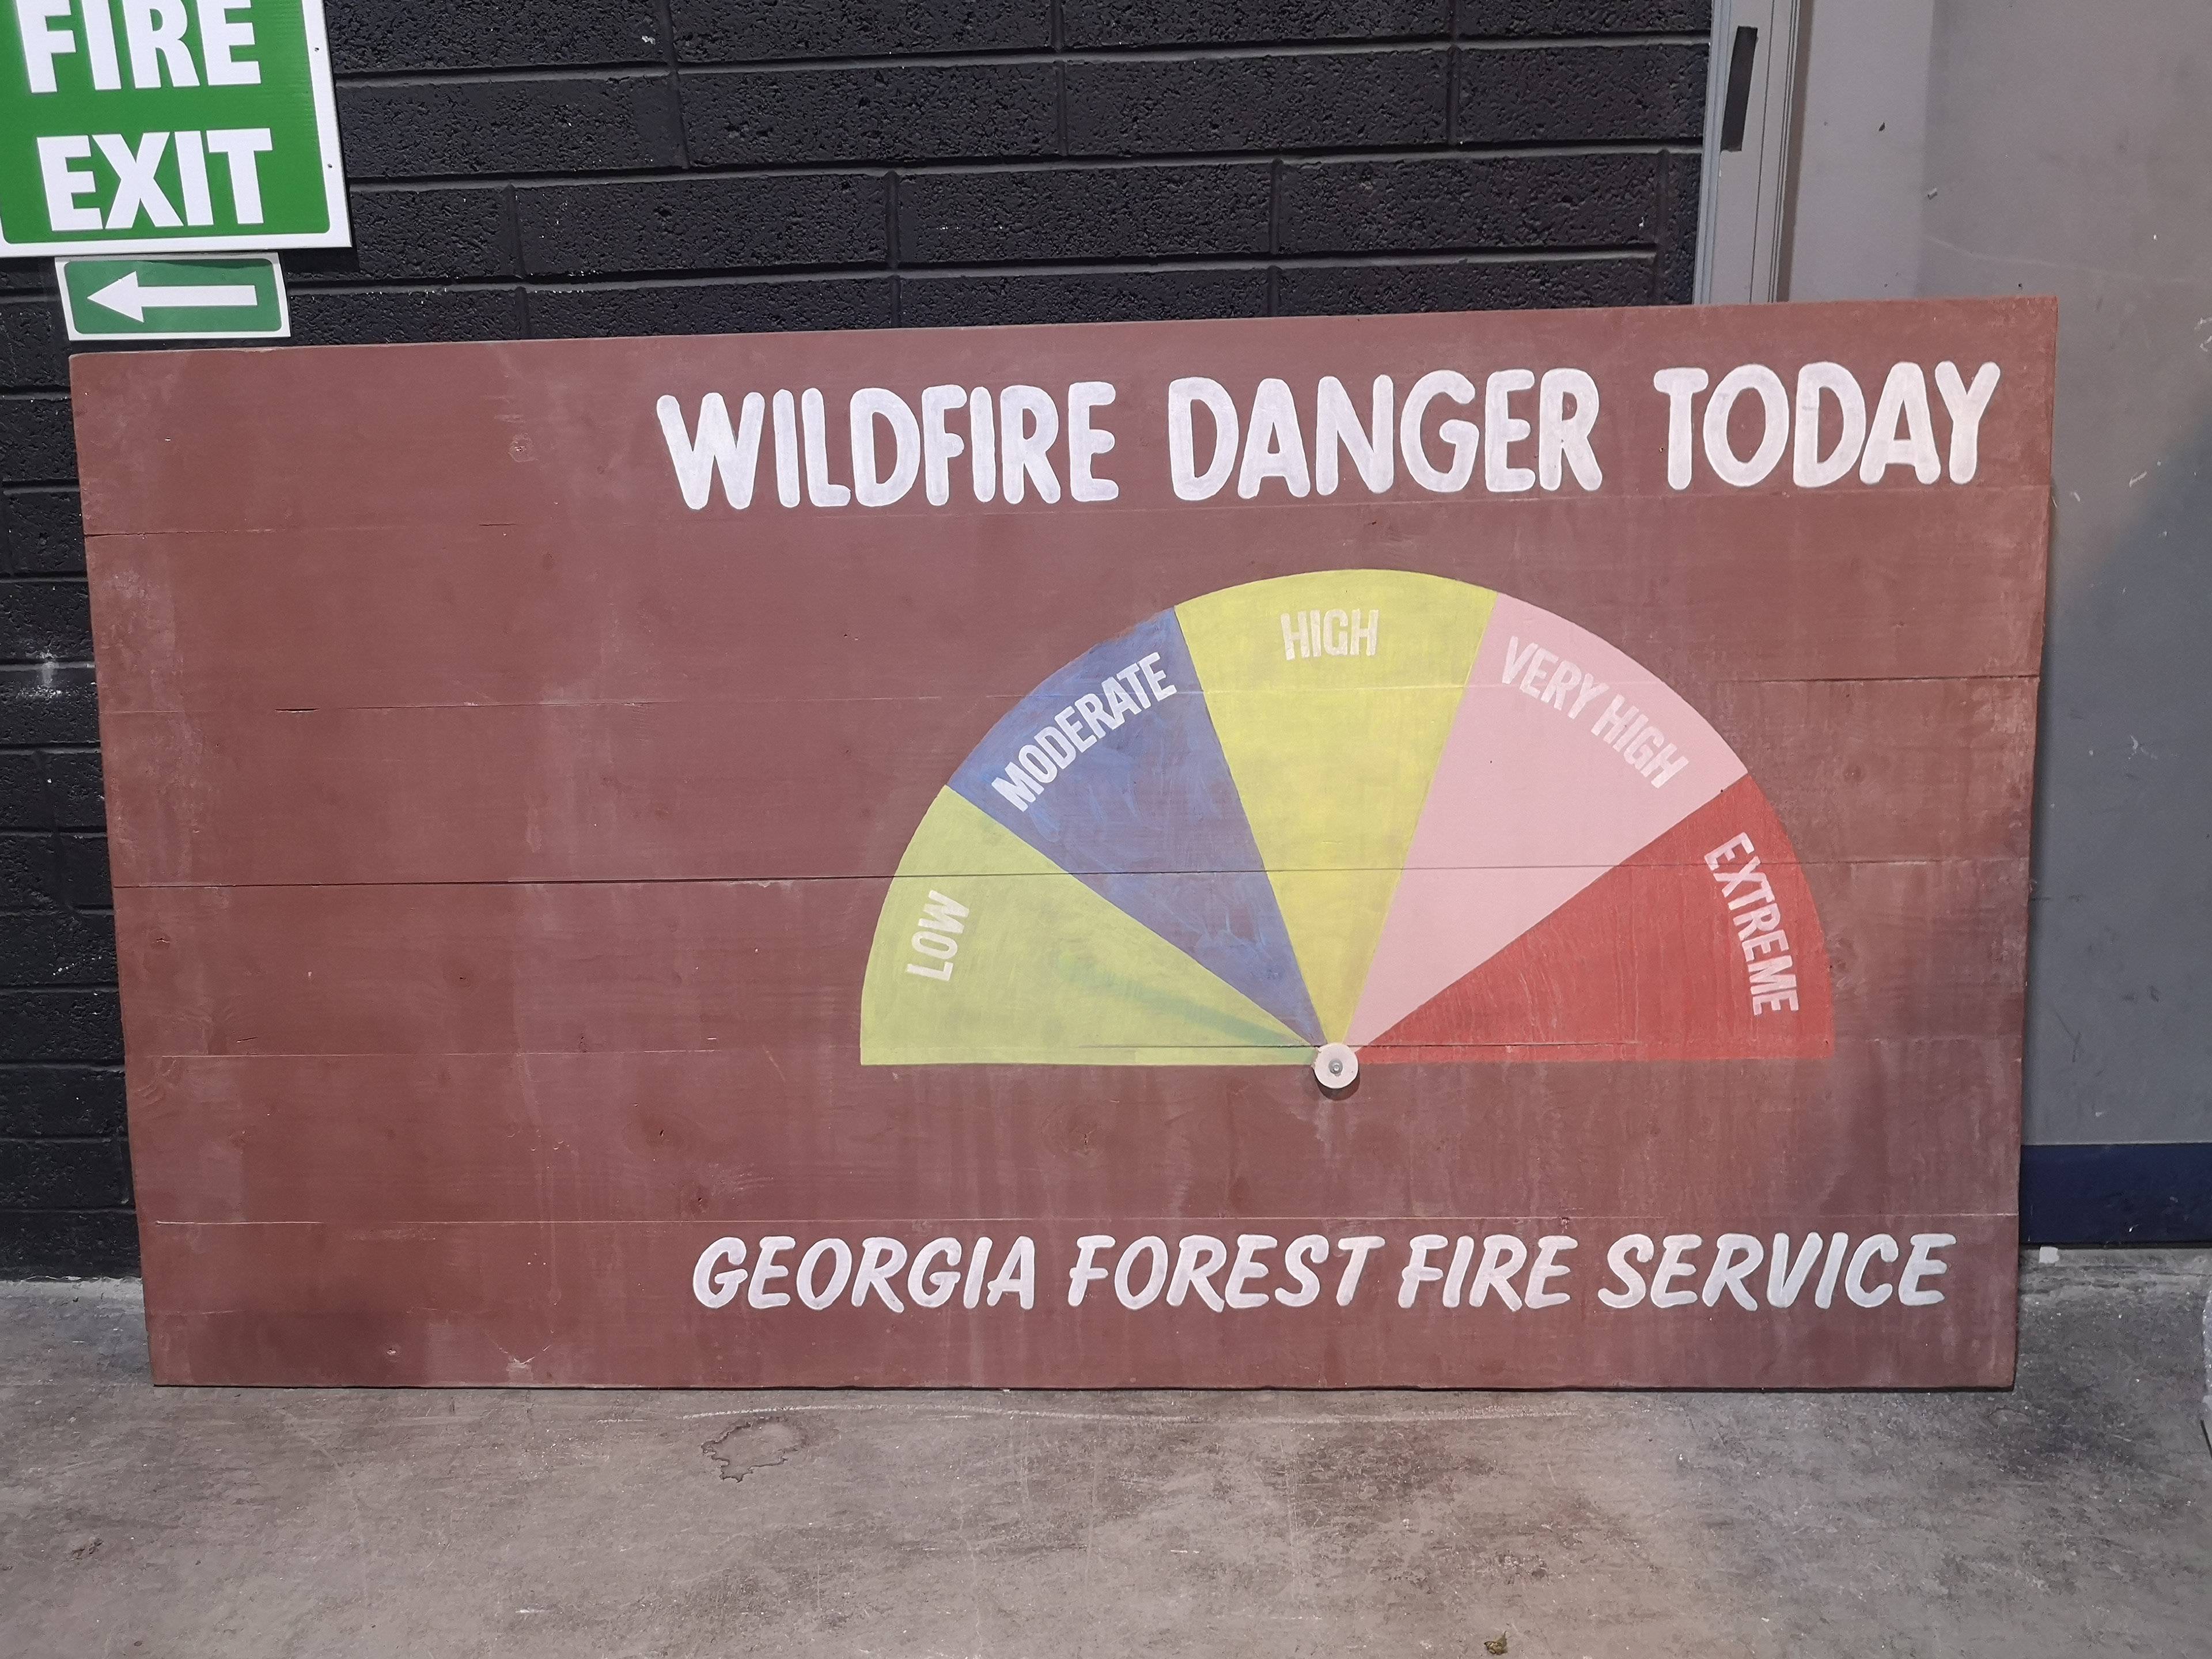 FIRE
EXIT
WILDFIRE DANGER TODAY
LOW
MODERATE
HIGH
VERY HIGH
EXTREME
GEORGIA FOREST FIRE SERVICE